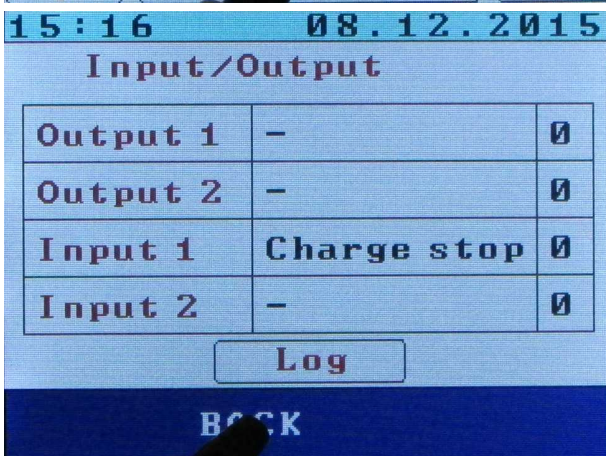 15:16 08.12.2015
Input/Output
Output 1 – 0
Output 2 – 0
Input 1 Charge stop 0
Input 2 – 0
Log
BACK